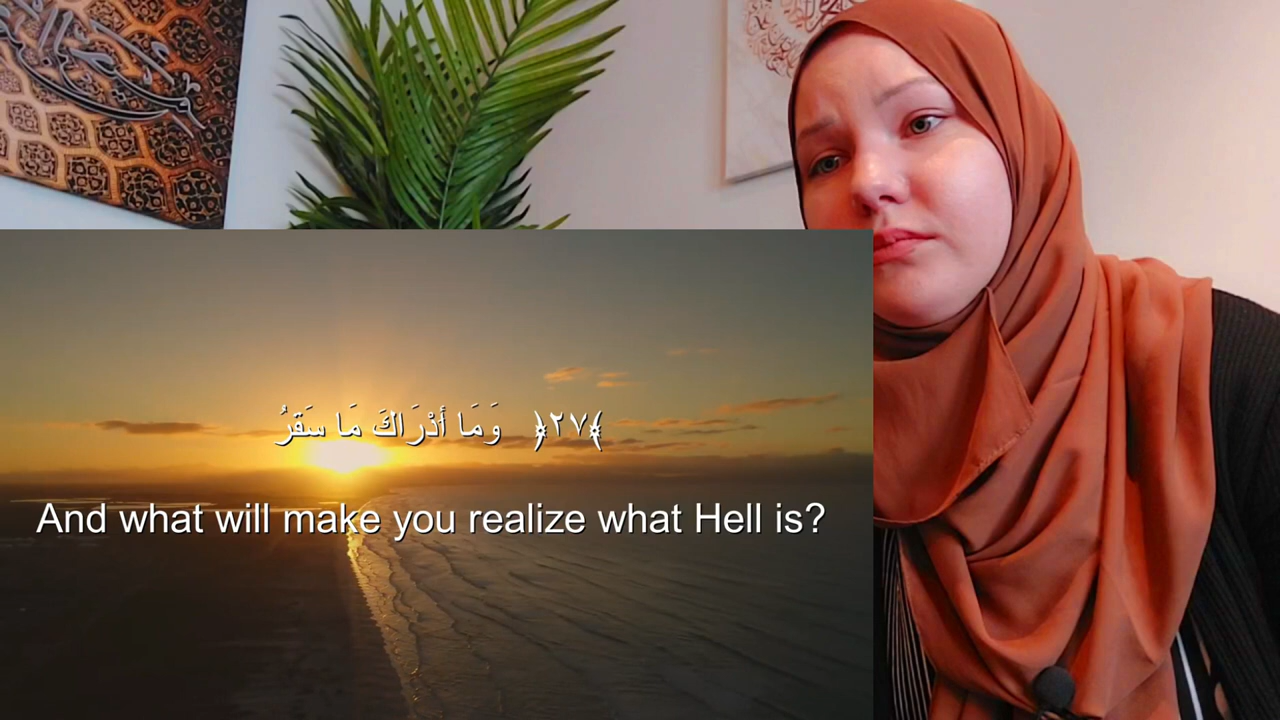 ﴿٢٧﴾ وَمَا أَدْرَاكَ مَا سَقَرُ
And what will make you realize what Hell is?